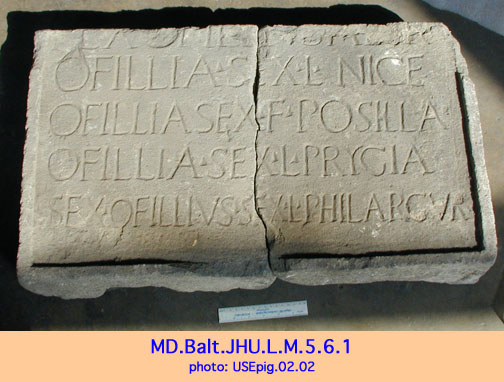 OFILLIA·SEX·L·NICE
OFILLIA·SEX·F·POSILLA
OFILLIA·SEX·L·PRYGIA
SEX·OFILLIVS·SEX·L·PHILARGVR
MD.Balt.JHU.L.M.5.6.1
photo: USEpig.02.02